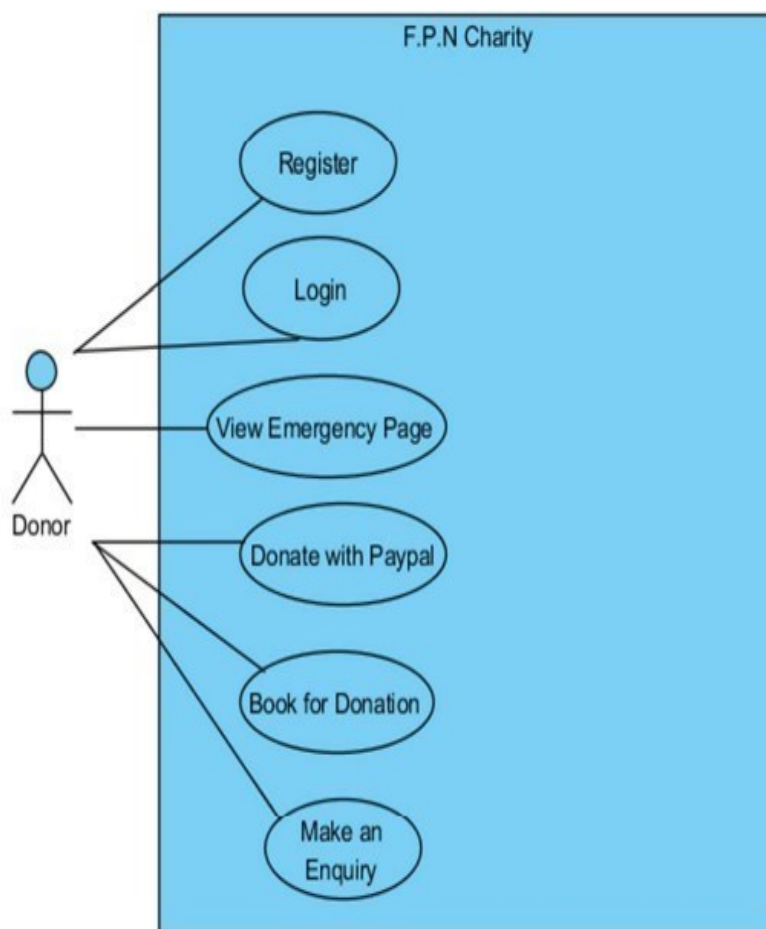 F.P.N Charity
Register
Login
View Emergency Page
Donor
Donate with Paypal
Book for Donation
Make an
Enquiry